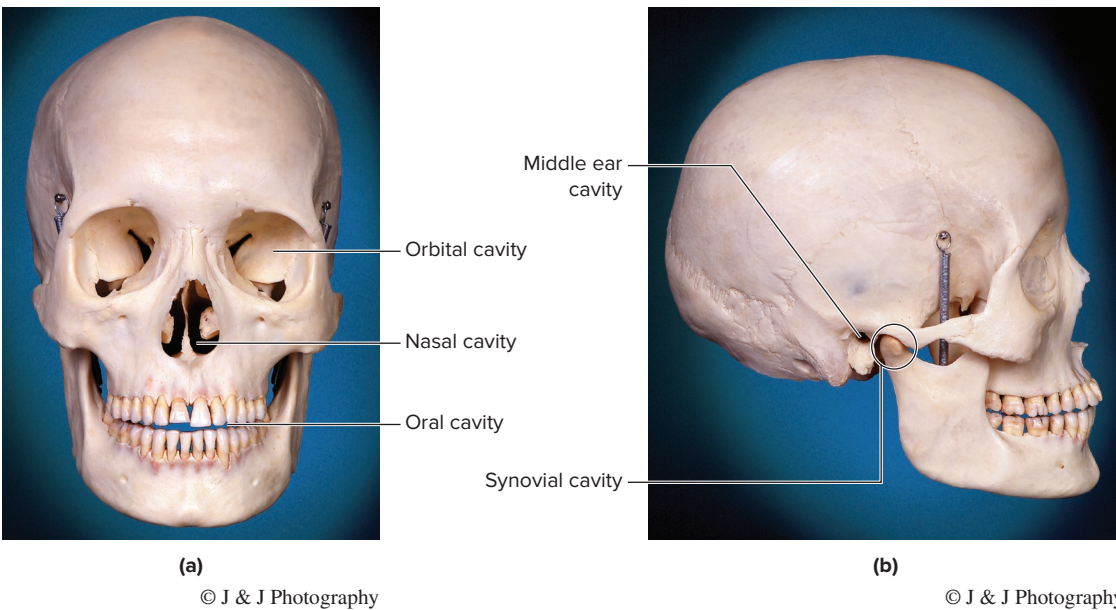 Orbital cavity
Nasal cavity
Oral cavity
Middle ear
cavity
Synovial cavity
(a)
(b)
© J & J Photography
© J & J Photography